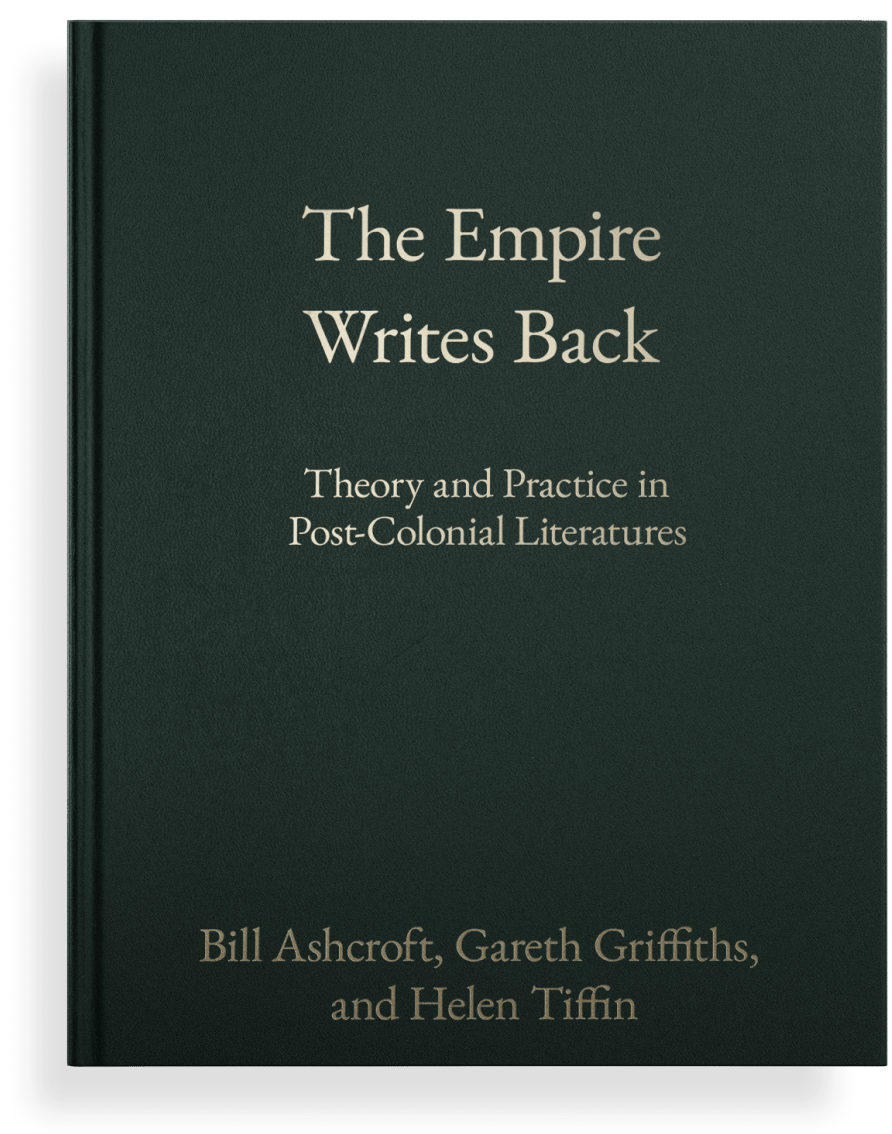 The Empire
Writes Back
Theory and Practice in
Post-Colonial Literatures
Bill Ashcroft, Gareth Griffiths,
and Helen Tiffin